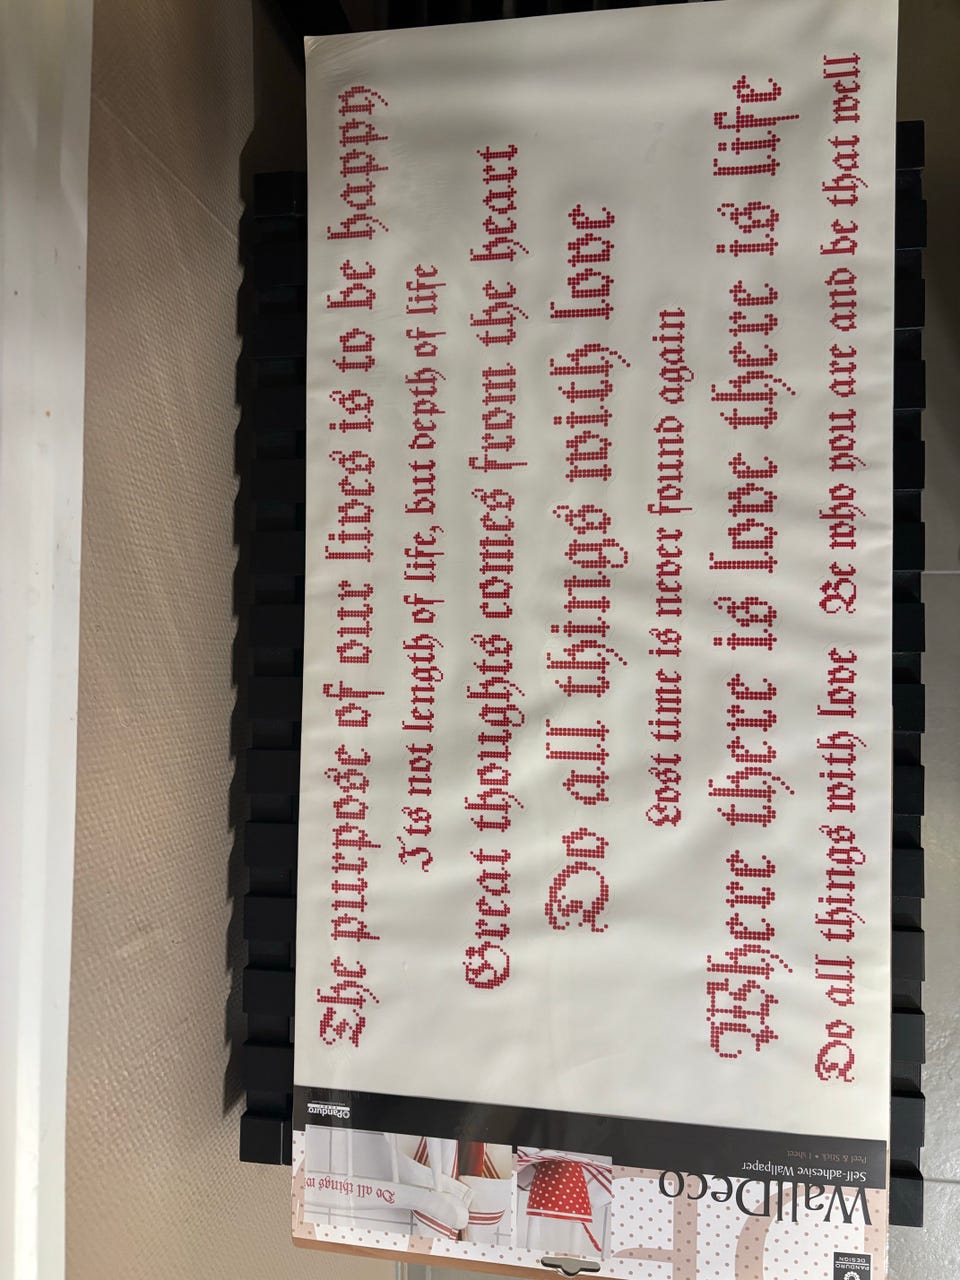 The purpose of our lives is to be happy
It is not length of life, but depth of life
Great thoughts comes from the heart
Do all things with love
Lost time is never found again
Where there is love there is life
Do all things with love Be who you are and be that well
Panduro
HOBBY
Do all things w
WallDeco
Self-adhesive Wallpaper
Peel & Stick • 1 sheet
PANDURO
DESIGN